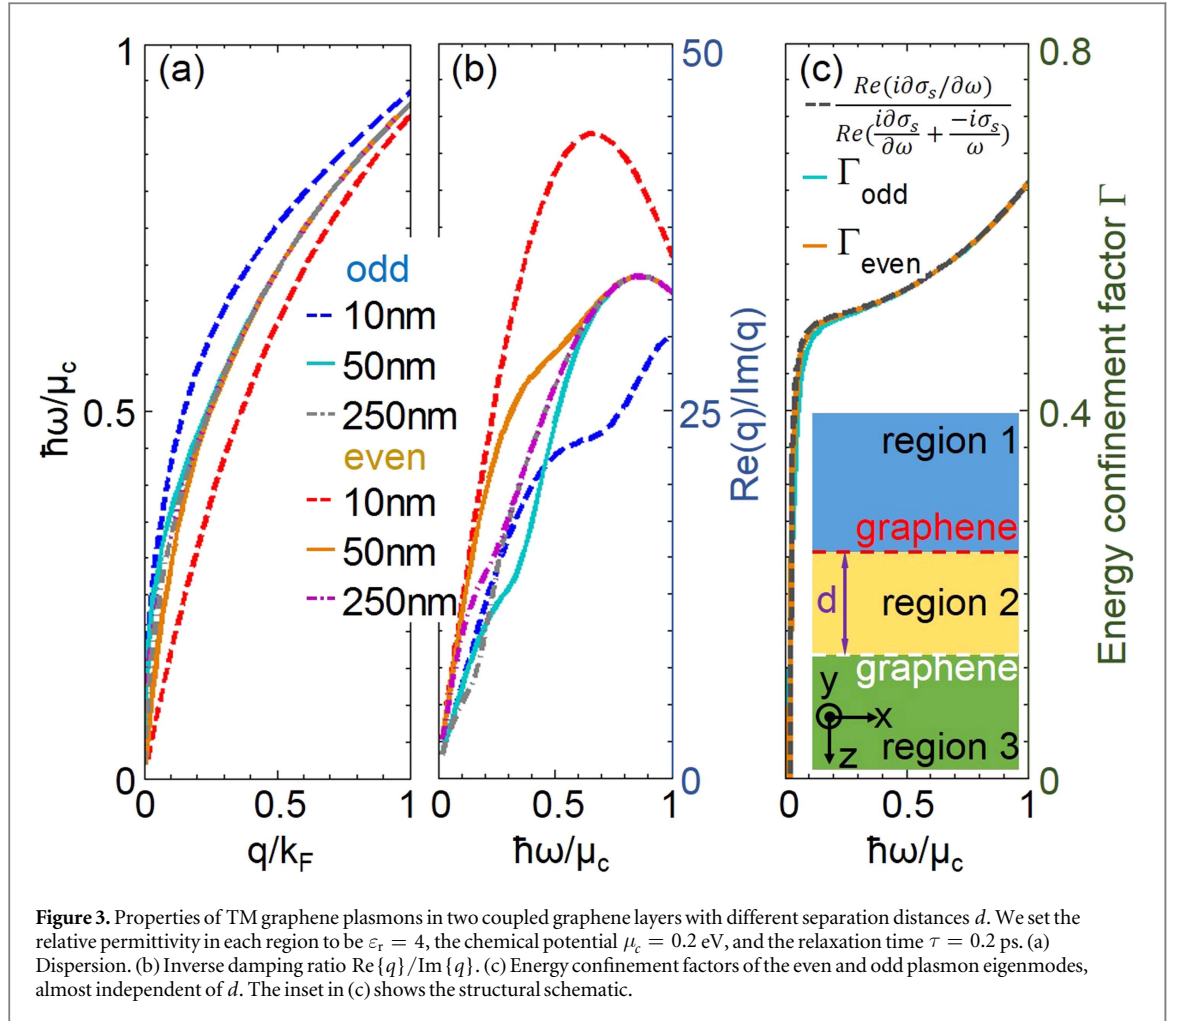 1
(a)
ħω/μc
0.5
0
0
0.5
1
q/kF
odd
10nm
50nm
250nm
even
10nm
50nm
250nm
(b)
50
25
0
Re(q)/Im(q)
0
0.5
1
ħω/μc
(c)
Re(i∂σs/∂ω)
Re(i∂σs/∂ω + −iσs/ω)
Γodd
Γeven
0.8
0.4
0
Energy confinement factor Γ
region 1
graphene
d
region 2
graphene
y
x
z
region 3
0
0.5
1
ħω/μc
Figure 3. Properties of TM graphene plasmons in two coupled graphene layers with different separation distances d. We set the
relative permittivity in each region to be εr = 4, the chemical potential μc = 0.2 eV, and the relaxation time τ = 0.2 ps. (a)
Dispersion. (b) Inverse damping ratio Re{q}/Im{q}. (c) Energy confinement factors of the even and odd plasmon eigenmodes,
almost independent of d. The inset in (c) shows the structural schematic.